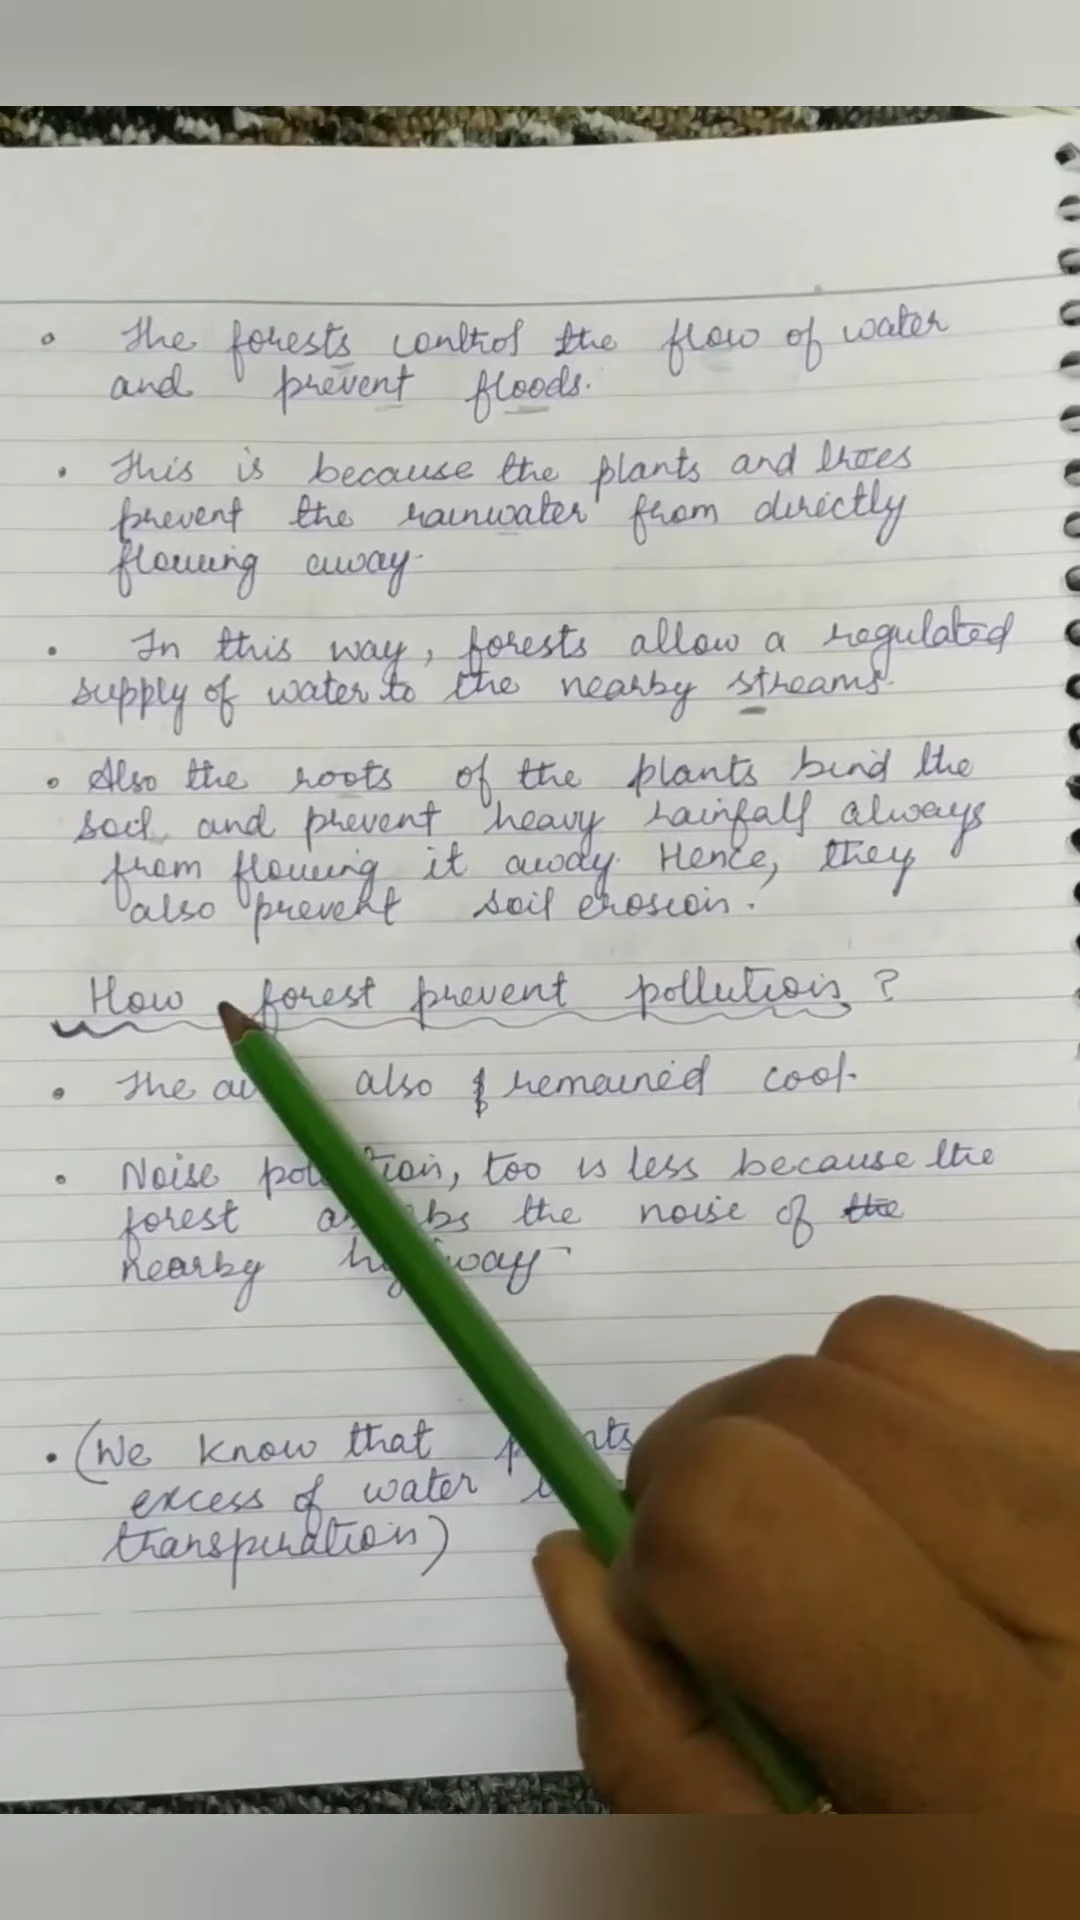 The forests control the flow of water
and prevent floods.
This is because the plants and trees
prevent the rainwater from directly
flowing away.
In this way, forests allow a regulated
supply of water to the nearby streams.
Also the roots of the plants bind the
soil and prevent heavy rainfall always
from flowing it away. Hence, they
also prevent soil erosion.
How forest prevent pollution?
The also remained cool.
Noise, too is less because the
forest the noise of the
nearby
(We know that
excess of water
transpiration)